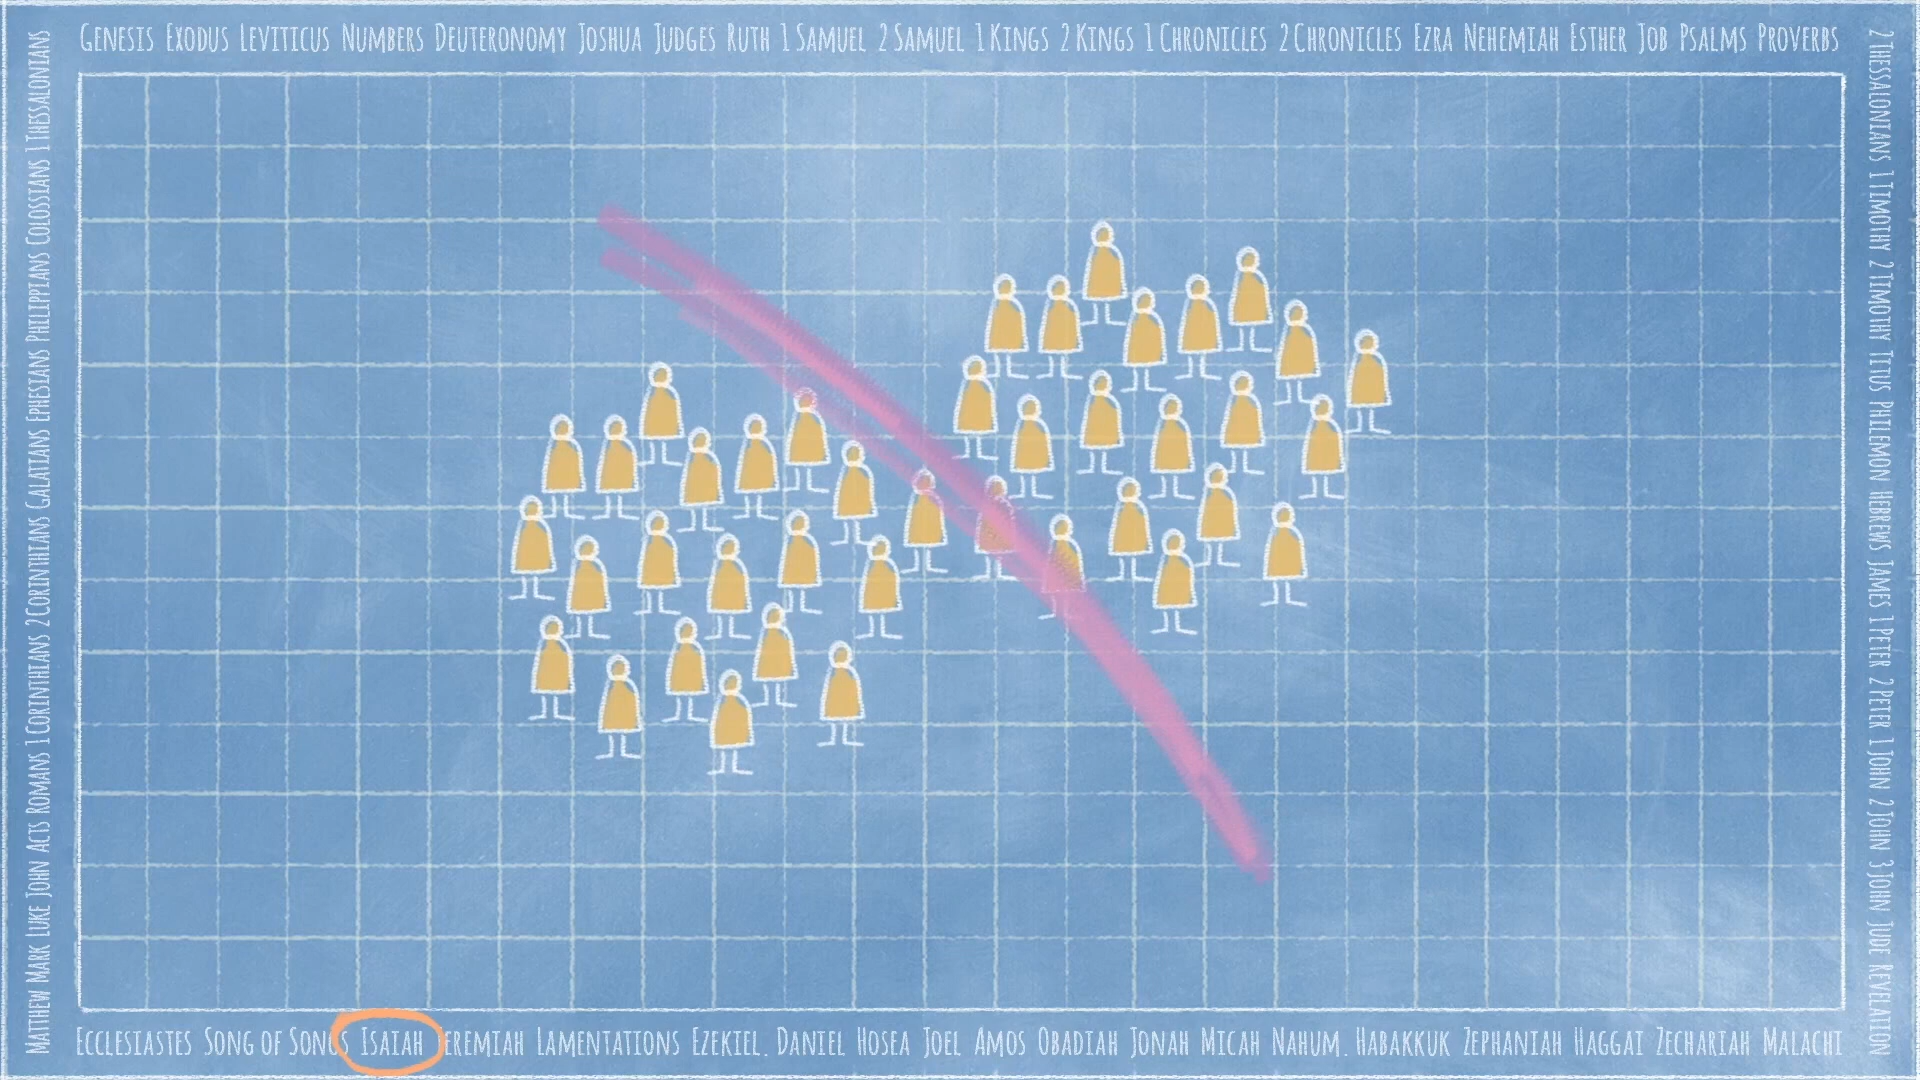 Genesis Exodus Leviticus Numbers Deuteronomy Joshua Judges Ruth 1 Samuel 2 Samuel 1 Kings 2 Kings 1 Chronicles 2 Chronicles Ezra Nehemiah Esther Job Psalms Proverbs
Ecclesiastes Song of Songs Isaiah Jeremiah Lamentations Ezekiel. Daniel Hosea Joel Amos Obadiah Jonah Micah Nahum. Habakkuk Zephaniah Haggai Zechariah Malachi
Matthew Mark Luke John Acts Romans 1 Corinthians 2 Corinthians Galatians Ephesians Philippians Colossians 1 Thessalonians
2 Thessalonians 1 Timothy 2 Timothy Titus Philemon Hebrews James 1 Peter 2 Peter 1 John 2 John 3 John Jude Revelation